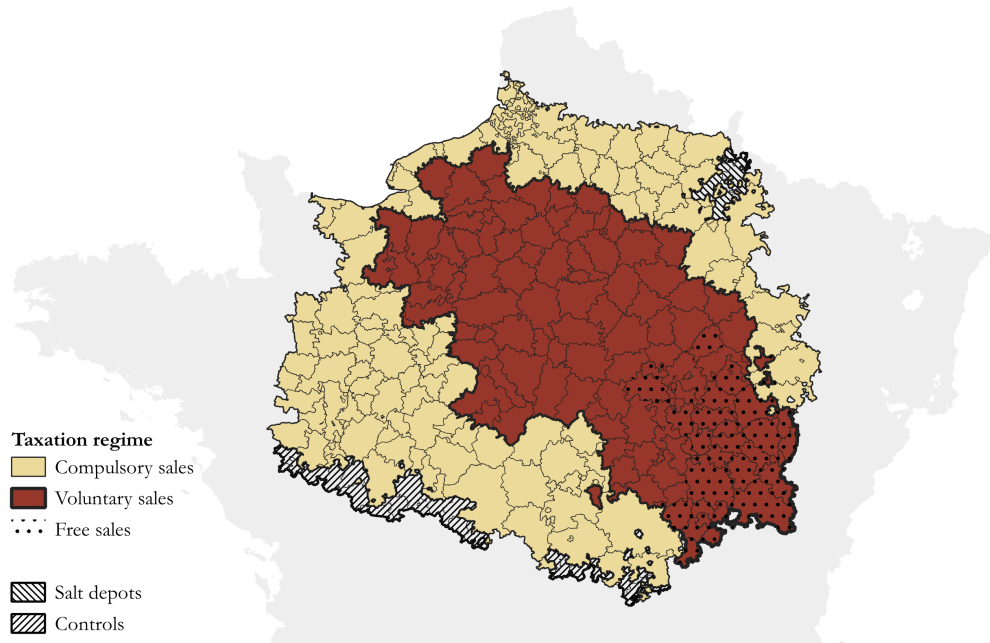 Taxation regime
Compulsory sales
Voluntary sales
Free sales
Salt depots
Controls